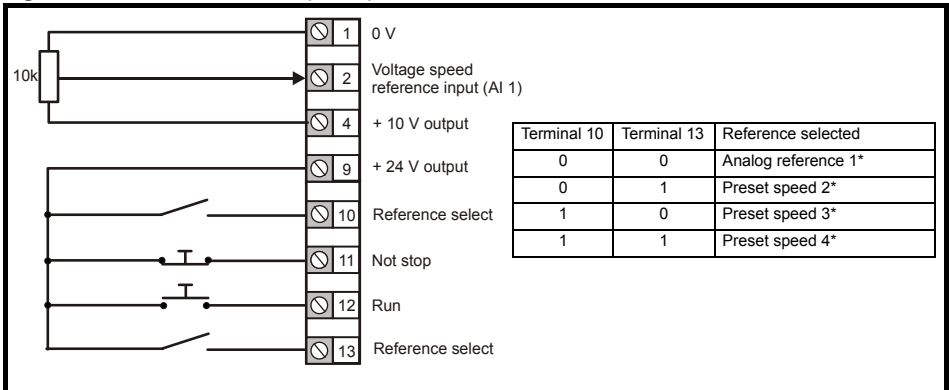 10k
1 0 V
2 Voltage speed
reference input (AI 1)
4 + 10 V output
9 + 24 V output
10 Reference select
11 Not stop
12 Run
13 Reference select
Terminal 10 Terminal 13 Reference selected
0 0 Analog reference 1*
0 1 Preset speed 2*
1 0 Preset speed 3*
1 1 Preset speed 4*